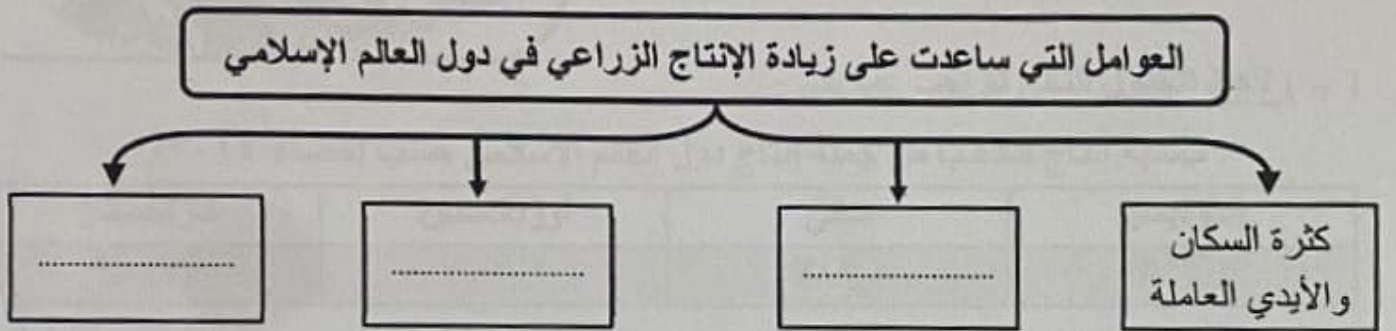 العوامل التي ساعدت على زيادة الإنتاج الزراعي في دول العالم الإسلامي
كثرة السكان
والأيدي العاملة
..............................
..............................
..............................